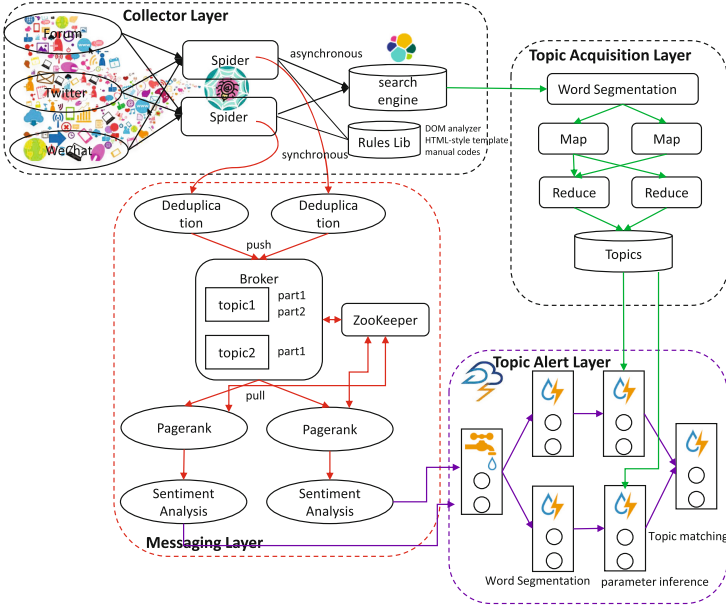 Collector Layer
Forum
Twitter
WeChat
Spider
Spider
asynchronous
synchronous
search
engine
Rules Lib
DOM analyzer
HTML-style template
manual codes
Topic Acquisition Layer
Word Segmentation
Map
Map
Reduce
Reduce
Topics
Deduplica
tion
Deduplica
tion
push
Broker
topic1
part1
part2
topic2
part1
ZooKeeper
pull
Pagerank
Pagerank
Sentiment
Analysis
Sentiment
Analysis
Messaging Layer
Topic Alert Layer
Topic matching
Word Segmentation
parameter inference